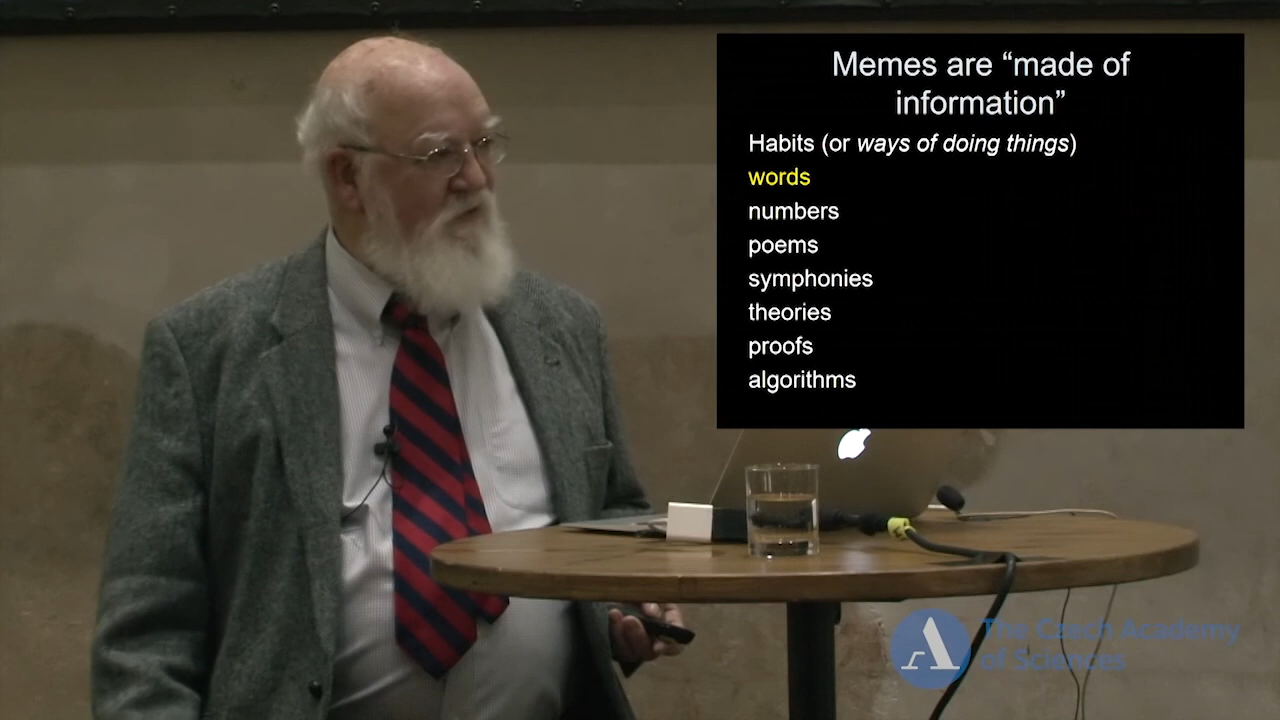 Memes are “made of
information”
Habits (or ways of doing things)
words
numbers
poems
symphonies
theories
proofs
algorithms
The Czech Academy
of Sciences